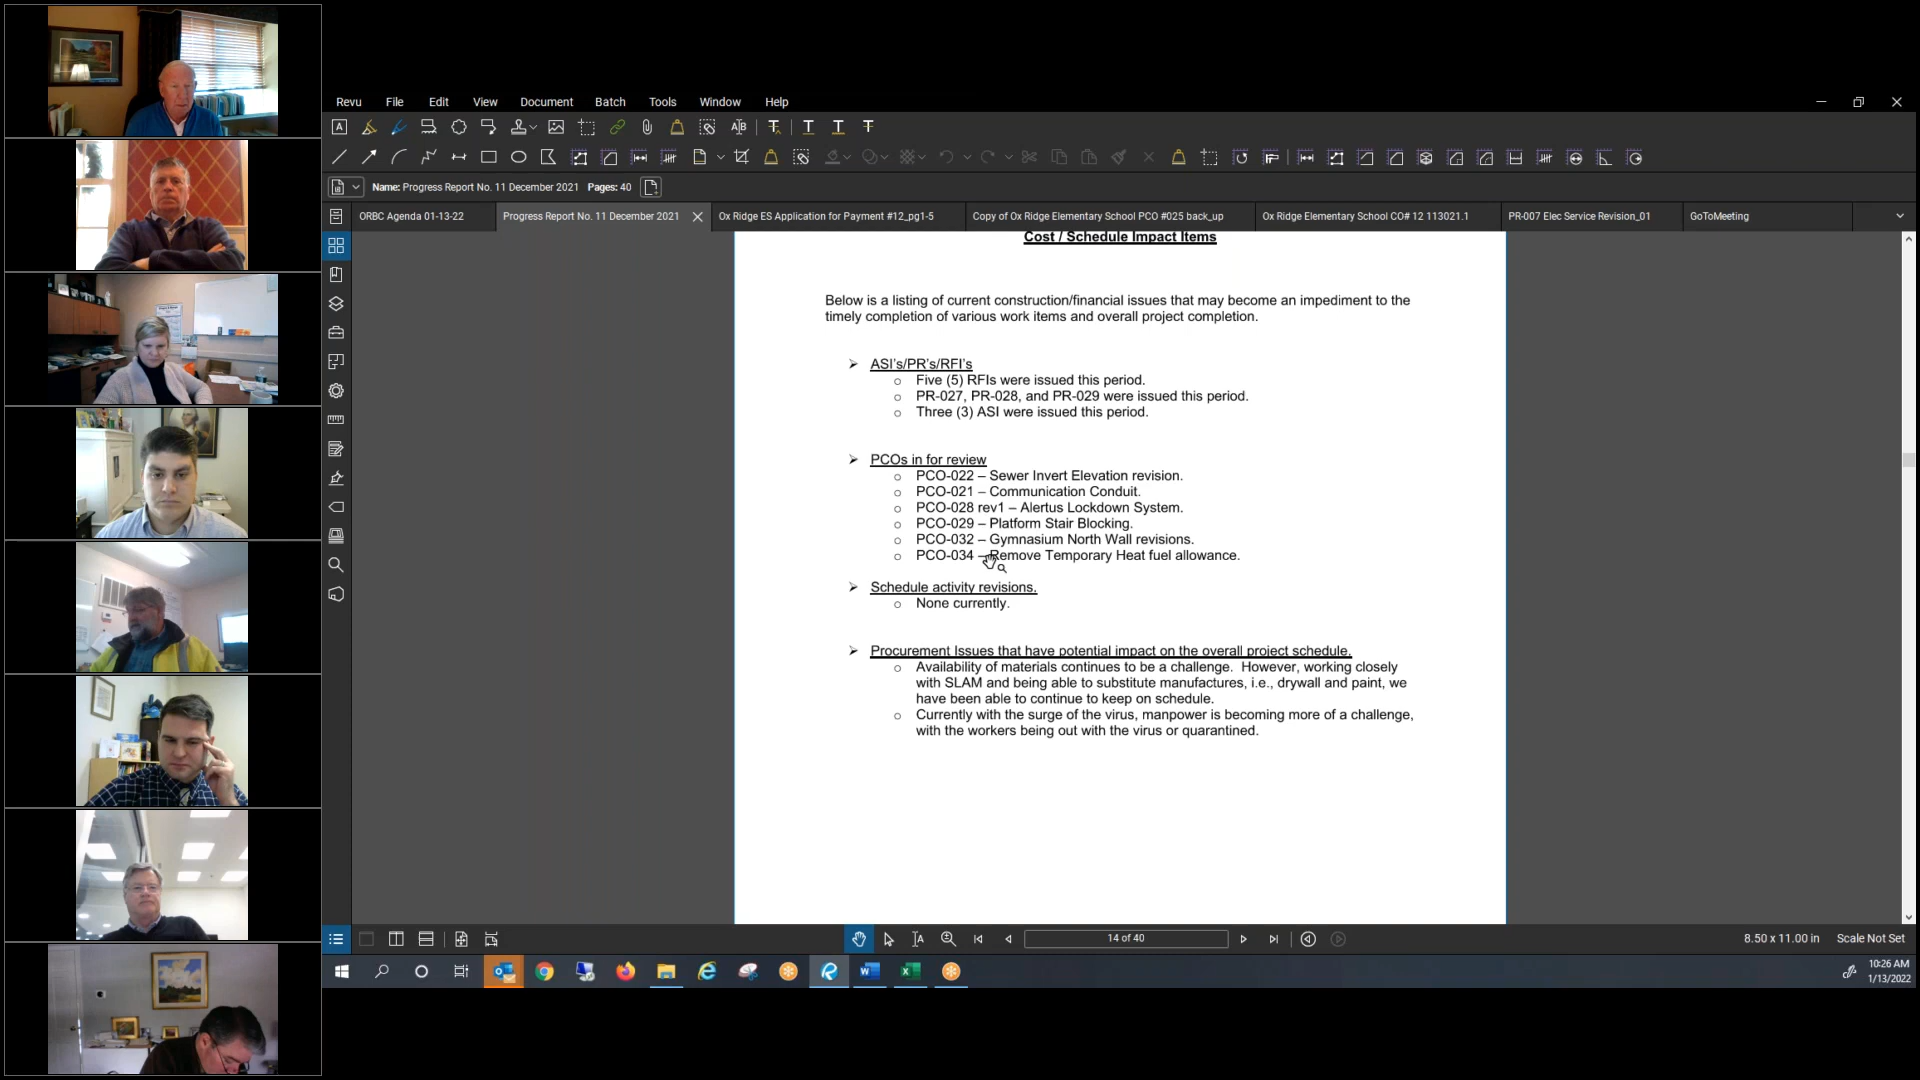 Revu File Edit View Document Batch Tools Window Help
Name: Progress Report No. 11 December 2021 Pages: 40
ORBC Agenda 01-13-22
Progress Report No. 11 December 2021
Ox Ridge ES Application for Payment #12_pg1-5
Copy of Ox Ridge Elementary School PCO #025 back_up
Ox Ridge Elementary School CO# 12 113021.1
PR-007 Elec Service Revision_01
GoToMeeting
Cost / Schedule Impact Items
Below is a listing of current construction/financial issues that may become an impediment to the
timely completion of various work items and overall project completion.
➢ ASI's/PR's/RFI's
o Five (5) RFIs were issued this period.
o PR-027, PR-028, and PR-029 were issued this period.
o Three (3) ASI were issued this period.
➢ PCOs in for review
o PCO-022 – Sewer Invert Elevation revision.
o PCO-021 – Communication Conduit.
o PCO-028 rev1 – Alertus Lockdown System.
o PCO-029 – Platform Stair Blocking.
o PCO-032 – Gymnasium North Wall revisions.
o PCO-034 – Remove Temporary Heat fuel allowance.
➢ Schedule activity revisions.
o None currently.
➢ Procurement Issues that have potential impact on the overall project schedule.
o Availability of materials continues to be a challenge. However, working closely
with SLAM and being able to substitute manufactures, i.e., drywall and paint, we
have been able to continue to keep on schedule.
o Currently with the surge of the virus, manpower is becoming more of a challenge,
with the workers being out with the virus or quarantined.
14 of 40
8.50 x 11.00 in Scale Not Set
10:26 AM
1/13/2022